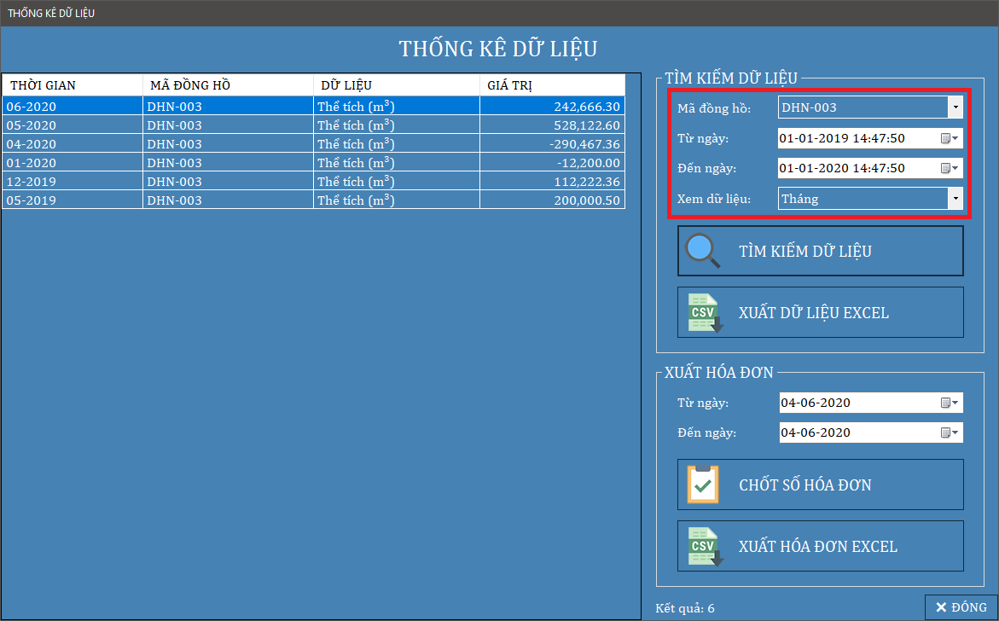 THỐNG KÊ DỮ LIỆU
THỐNG KÊ DỮ LIỆU
THỜI GIAN MÃ ĐỒNG HỒ DỮ LIỆU GIÁ TRỊ
06-2020 DHN-003 Thể tích (m³) 242,666.30
05-2020 DHN-003 Thể tích (m³) 528,122.60
04-2020 DHN-003 Thể tích (m³) -290,467.36
01-2020 DHN-003 Thể tích (m³) -12,200.00
12-2019 DHN-003 Thể tích (m³) 112,222.36
05-2019 DHN-003 Thể tích (m³) 200,000.50
TÌM KIẾM DỮ LIỆU
Mã đồng hồ: DHN-003
Từ ngày: 01-01-2019 14:47:50
Đến ngày: 01-01-2020 14:47:50
Xem dữ liệu: Tháng
TÌM KIẾM DỮ LIỆU
CSV XUẤT DỮ LIỆU EXCEL
XUẤT HÓA ĐƠN
Từ ngày: 04-06-2020
Đến ngày: 04-06-2020
CHỐT SỐ HÓA ĐƠN
CSV XUẤT HÓA ĐƠN EXCEL
Kết quả: 6
ĐÓNG